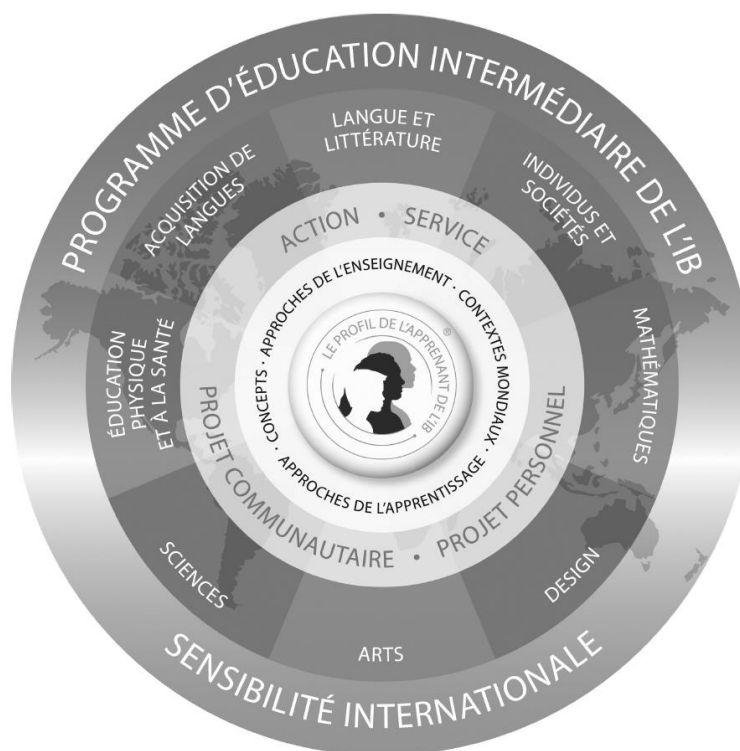 PROGRAMME D'ÉDUCATION INTERMÉDIAIRE DE L'IB
LANGUE ET
LITTÉRATURE
INDIVIDUS ET
SOCIÉTÉS
MATHÉMATIQUES
DESIGN
ARTS
SCIENCES
ÉDUCATION
PHYSIQUE
ET À LA SANTÉ
ACQUISITION DE
LANGUES
ACTION • SERVICE
PROJET COMMUNAUTAIRE • PROJET PERSONNEL
CONCEPTS · APPROCHES DE L'ENSEIGNEMENT · CONTEXTES MONDIAUX ·
APPROCHES DE L'APPRENTISSAGE ·
LE PROFIL DE L'APPRENANT DE L'IB ®
SENSIBILITÉ INTERNATIONALE